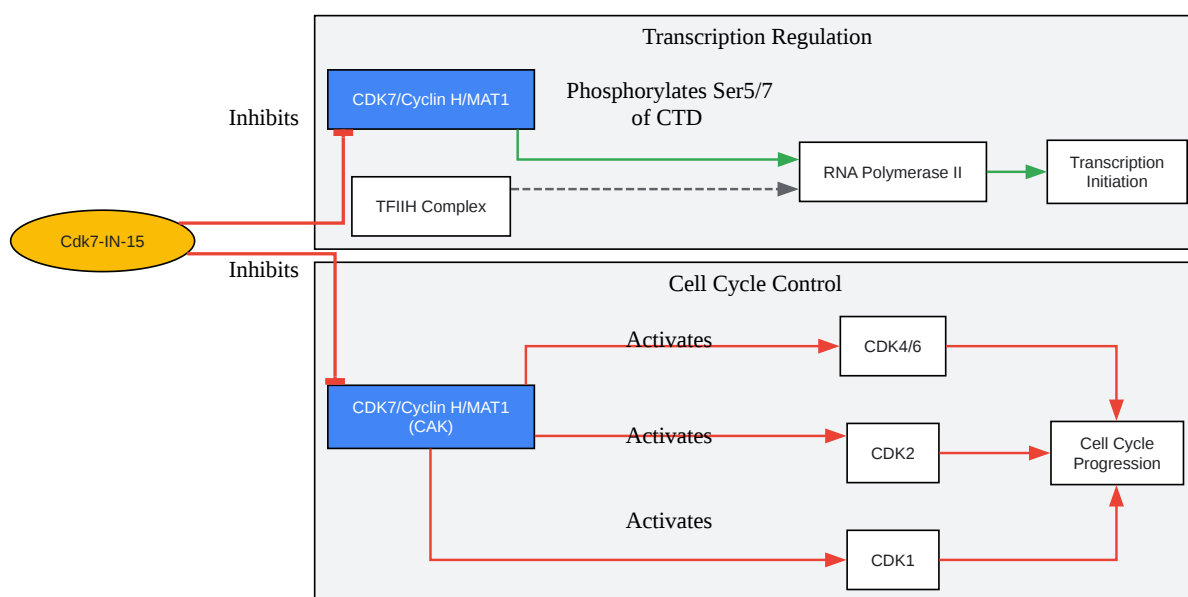 Transcription Regulation
CDK7/Cyclin H/MAT1
Phosphorylates Ser5/7
of CTD
Inhibits
RNA Polymerase II
Transcription
Initiation
TFIIH Complex
Cdk7-IN-15
Inhibits
Cell Cycle Control
Activates
CDK4/6
CDK7/Cyclin H/MAT1
(CAK)
Activates
CDK2
Cell Cycle
Progression
Activates
CDK1